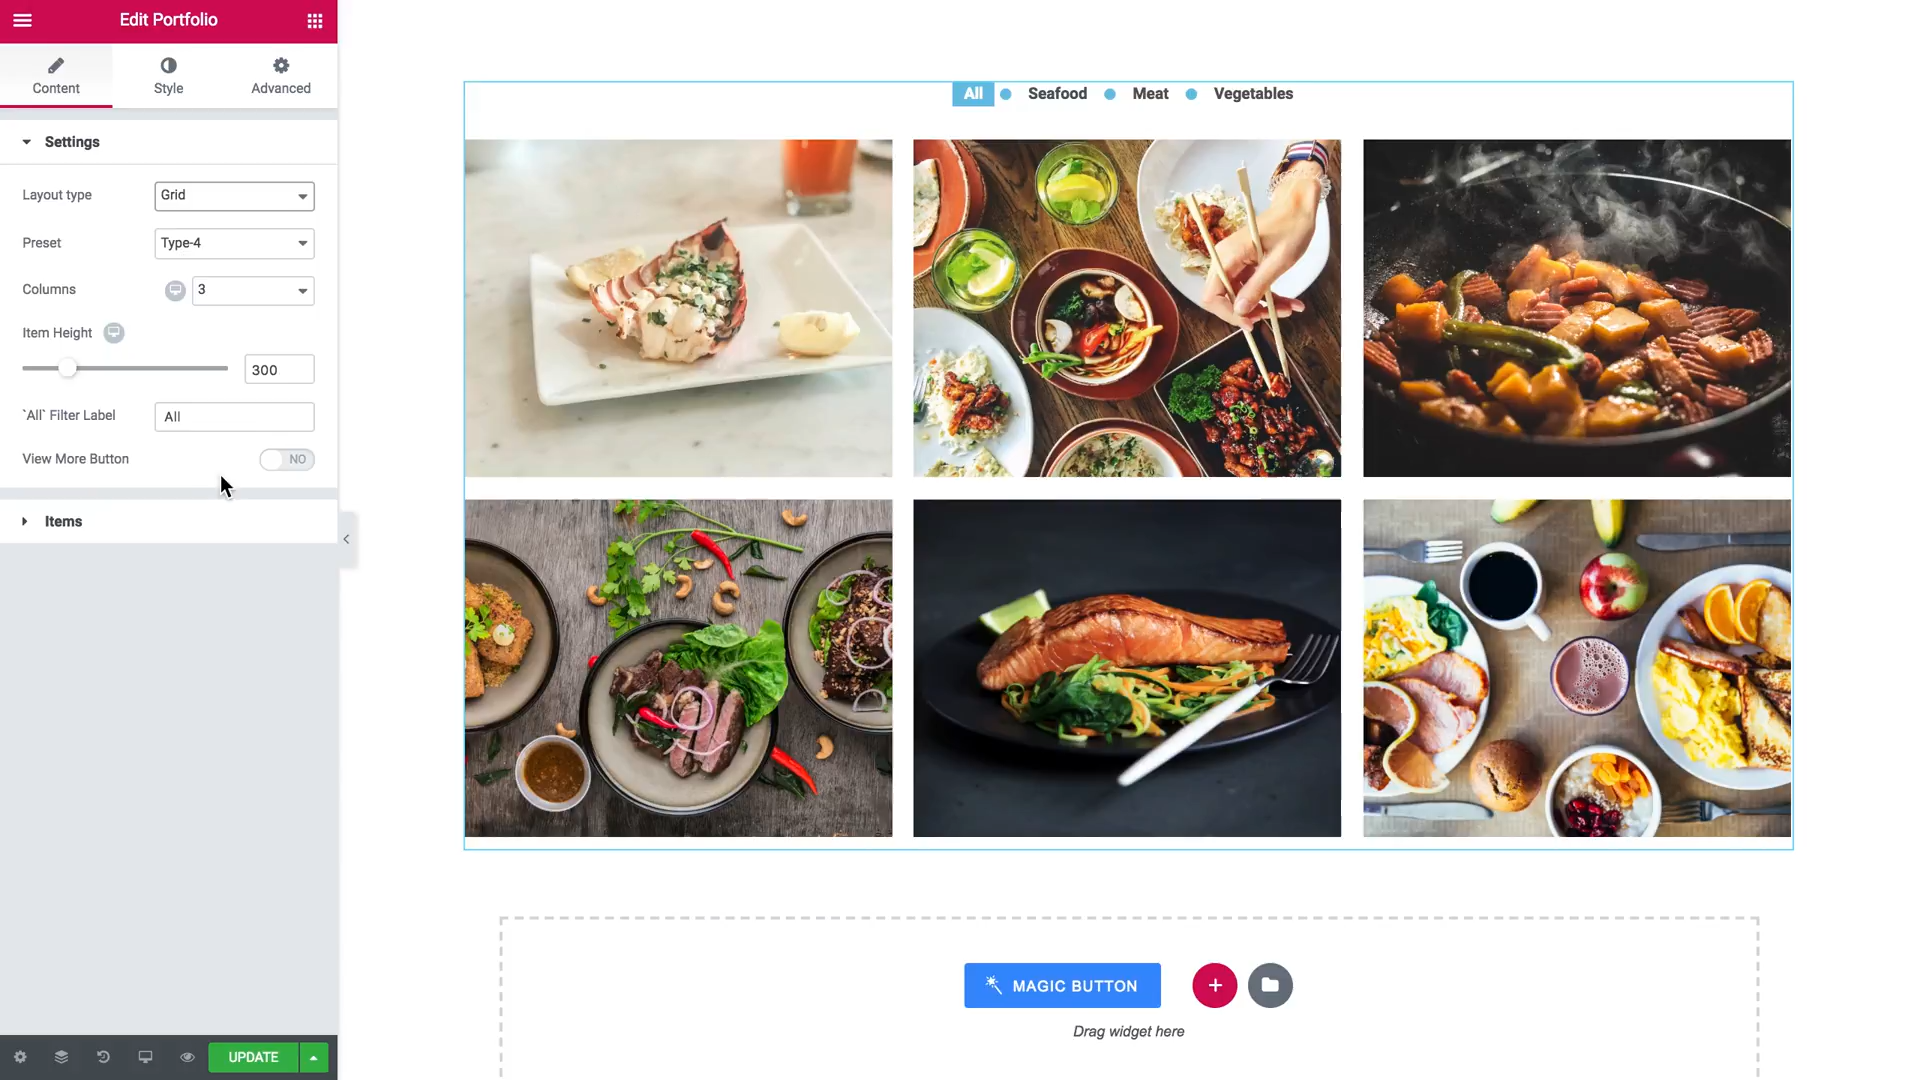 Edit Portfolio
Content
Style
Advanced
Settings
Layout type
Grid
Preset
Type-4
Columns
3
Item Height
300
`All` Filter Label
All
View More Button
NO
Items
UPDATE
All
Seafood
Meat
Vegetables
MAGIC BUTTON
Drag widget here